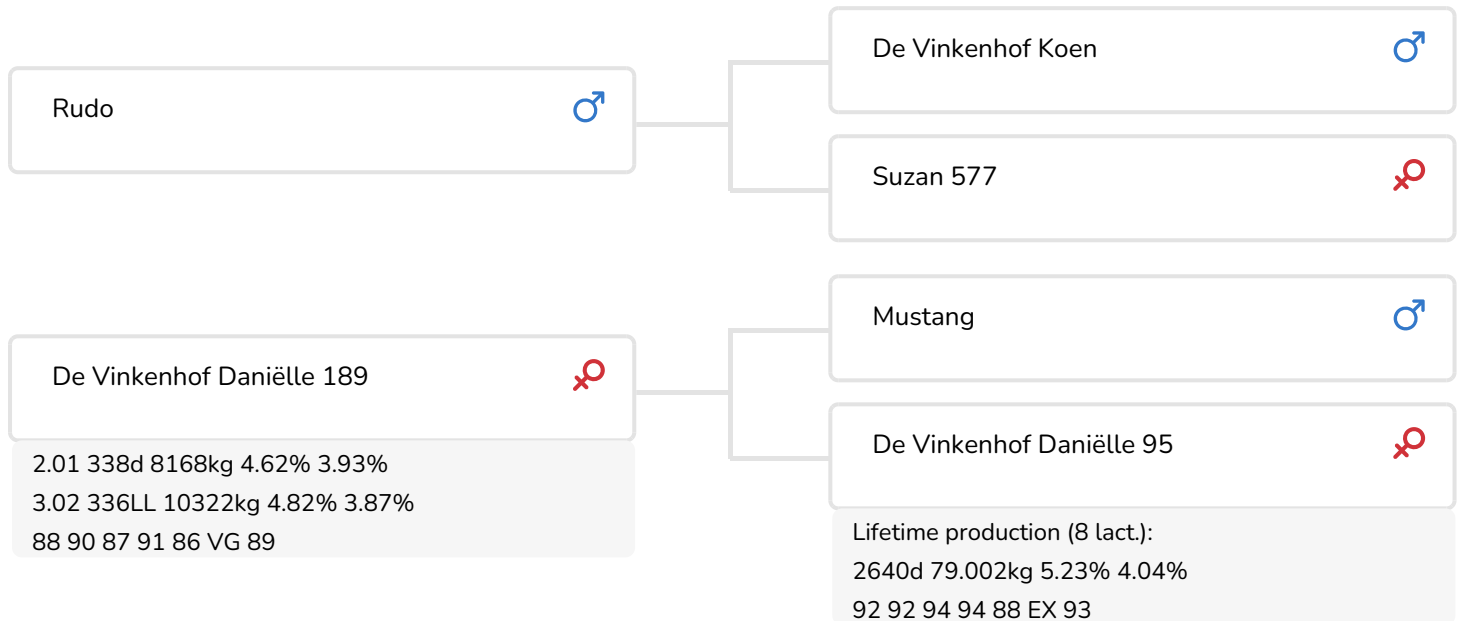 De Vinkenhof Koen
Rudo
Suzan 577
Mustang
De Vinkenhof Daniëlle 189
De Vinkenhof Daniëlle 95
2.01 338d 8168kg 4.62% 3.93%
3.02 336LL 10322kg 4.82% 3.87%
88 90 87 91 86 VG 89
Lifetime production (8 lact.):
2640d 79.002kg 5.23% 4.04%
92 92 94 94 88 EX 93